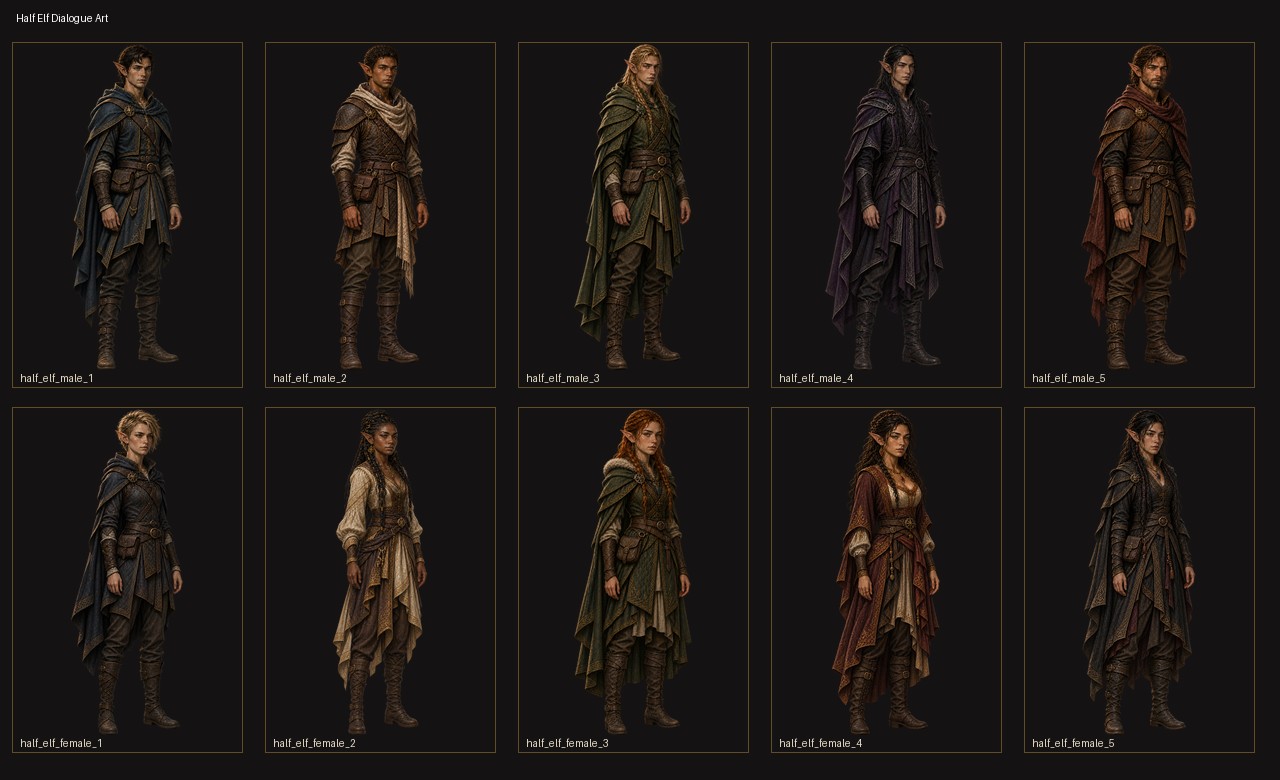 Half Elf Dialogue Art
half_elf_male_1
half_elf_male_2
half_elf_male_3
half_elf_male_4
half_elf_male_5
half_elf_female_1
half_elf_female_2
half_elf_female_3
half_elf_female_4
half_elf_female_5